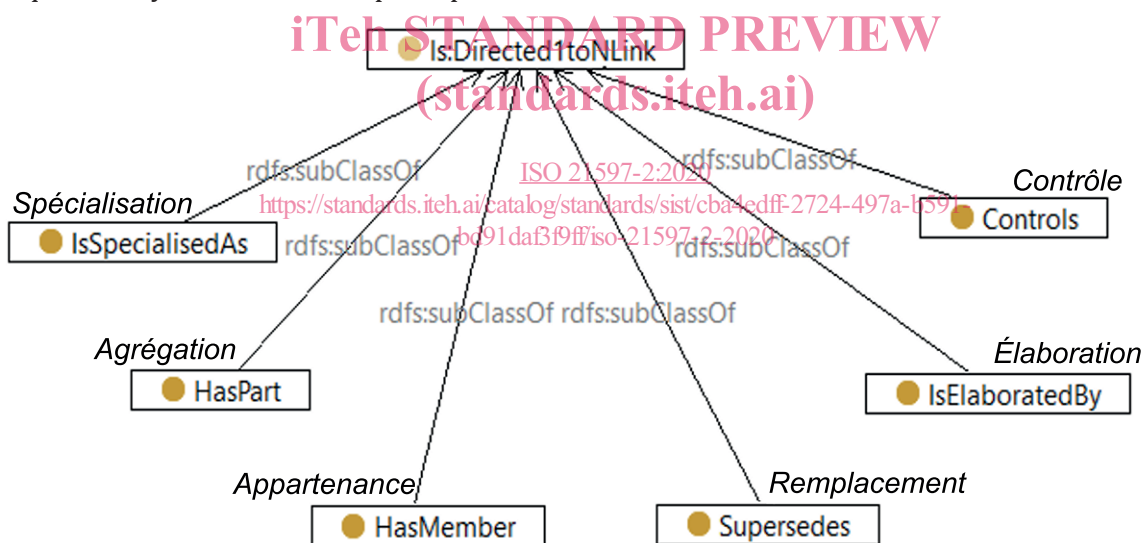 iTeh STANDARD PREVIEW
Is:Directed1toNLink
(standards.iteh.ai)
rdfs:subClassOf
rdfs:subClassOf
ISO 21597-2:2020
Spécialisation
Contrôle
https://standards.iteh.ai/catalog/standards/sist/cba4edff-2724-497a-b591-
Controls
IsSpecialisedAs
rdfs:subClassOf
bd91daf3f9ff/iso-21597-2-2020
rdfs:subClassOf
rdfs:subClassOf rdfs:subClassOf
Agrégation
Élaboration
HasPart
IsElaboratedBy
Appartenance
Remplacement
HasMember
Supersedes